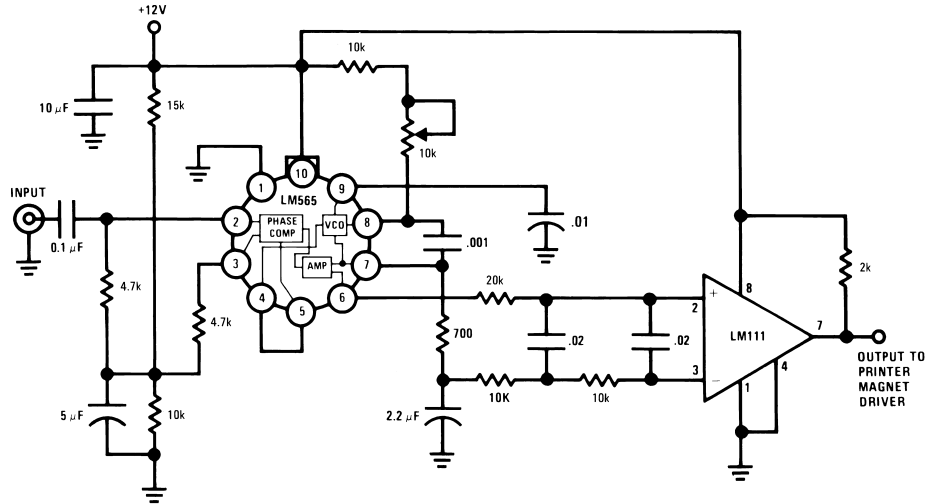 +12V
10k
10 µF
15k
10k
1
10
9
LM565
INPUT
2
PHASE
COMP
VCO
8
.01
0.1 µF
.001
3
AMP
7
2k
4.7k
4
5
6
20k
+
8
2
4.7k
700
.02
.02
LM111
7
3
4
–
1
OUTPUT TO
PRINTER
MAGNET
DRIVER
5 µF
10k
2.2 µF
10K
10k